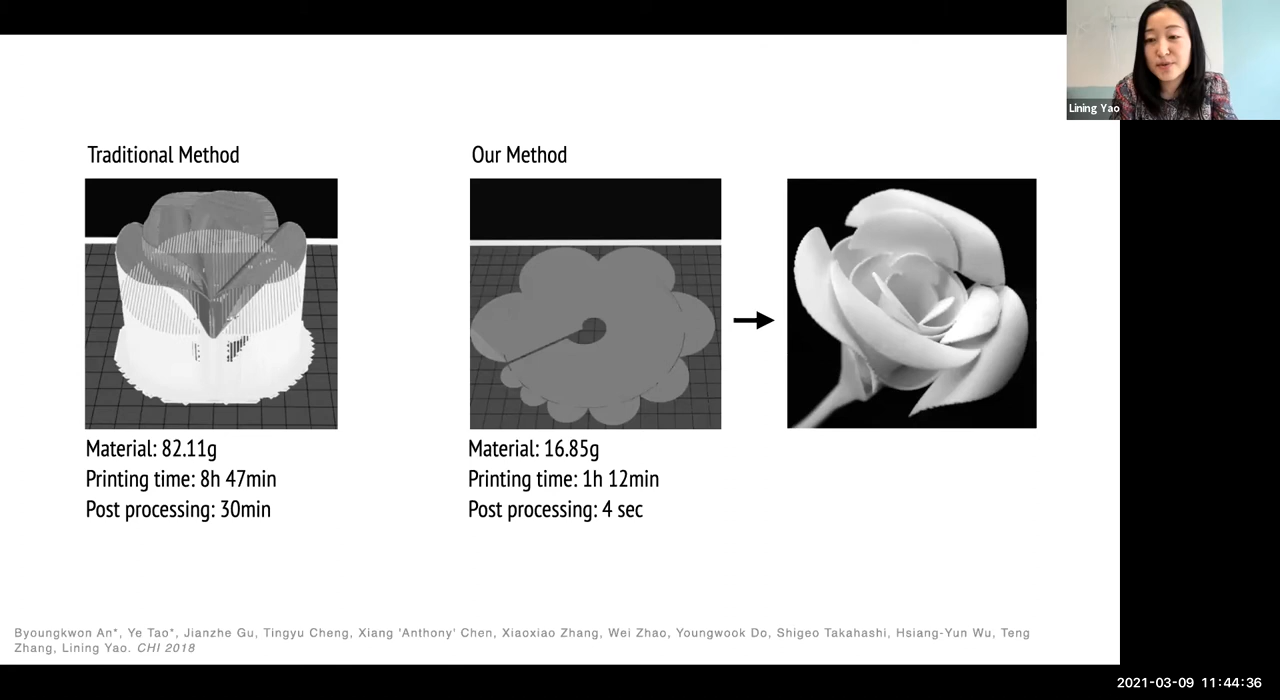 Lining Yao
Traditional Method
Our Method
Material: 82.11g
Printing time: 8h 47min
Post processing: 30min
Material: 16.85g
Printing time: 1h 12min
Post processing: 4 sec
Byoungkwon An*, Ye Tao*, Jianzhe Gu, Tingyu Cheng, Xiang 'Anthony' Chen, Xiaoxiao Zhang, Wei Zhao, Youngwook Do, Shigeo Takahashi, Hsiang-Yun Wu, Teng
Zhang, Lining Yao. CHI 2018
2021-03-09 11:44:36